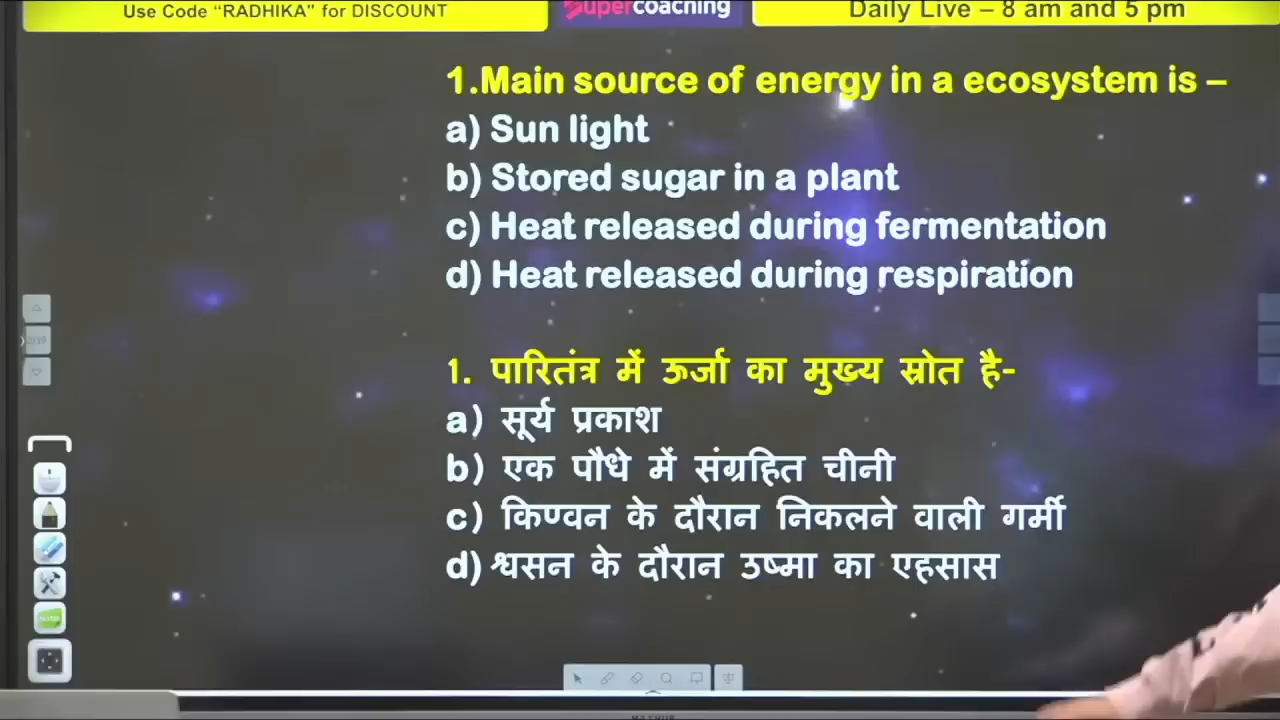 Use Code “RADHIKA” for DISCOUNT
supercoaching
Daily Live – 8 am and 5 pm
1.Main source of energy in a ecosystem is –
a) Sun light
b) Stored sugar in a plant
c) Heat released during fermentation
d) Heat released during respiration
1. पारितंत्र में ऊर्जा का मुख्य स्रोत है-
a) सूर्य प्रकाश
b) एक पौधे में संग्रहित चीनी
c) किण्वन के दौरान निकलने वाली गर्मी
d) श्वसन के दौरान उष्मा का एहसास